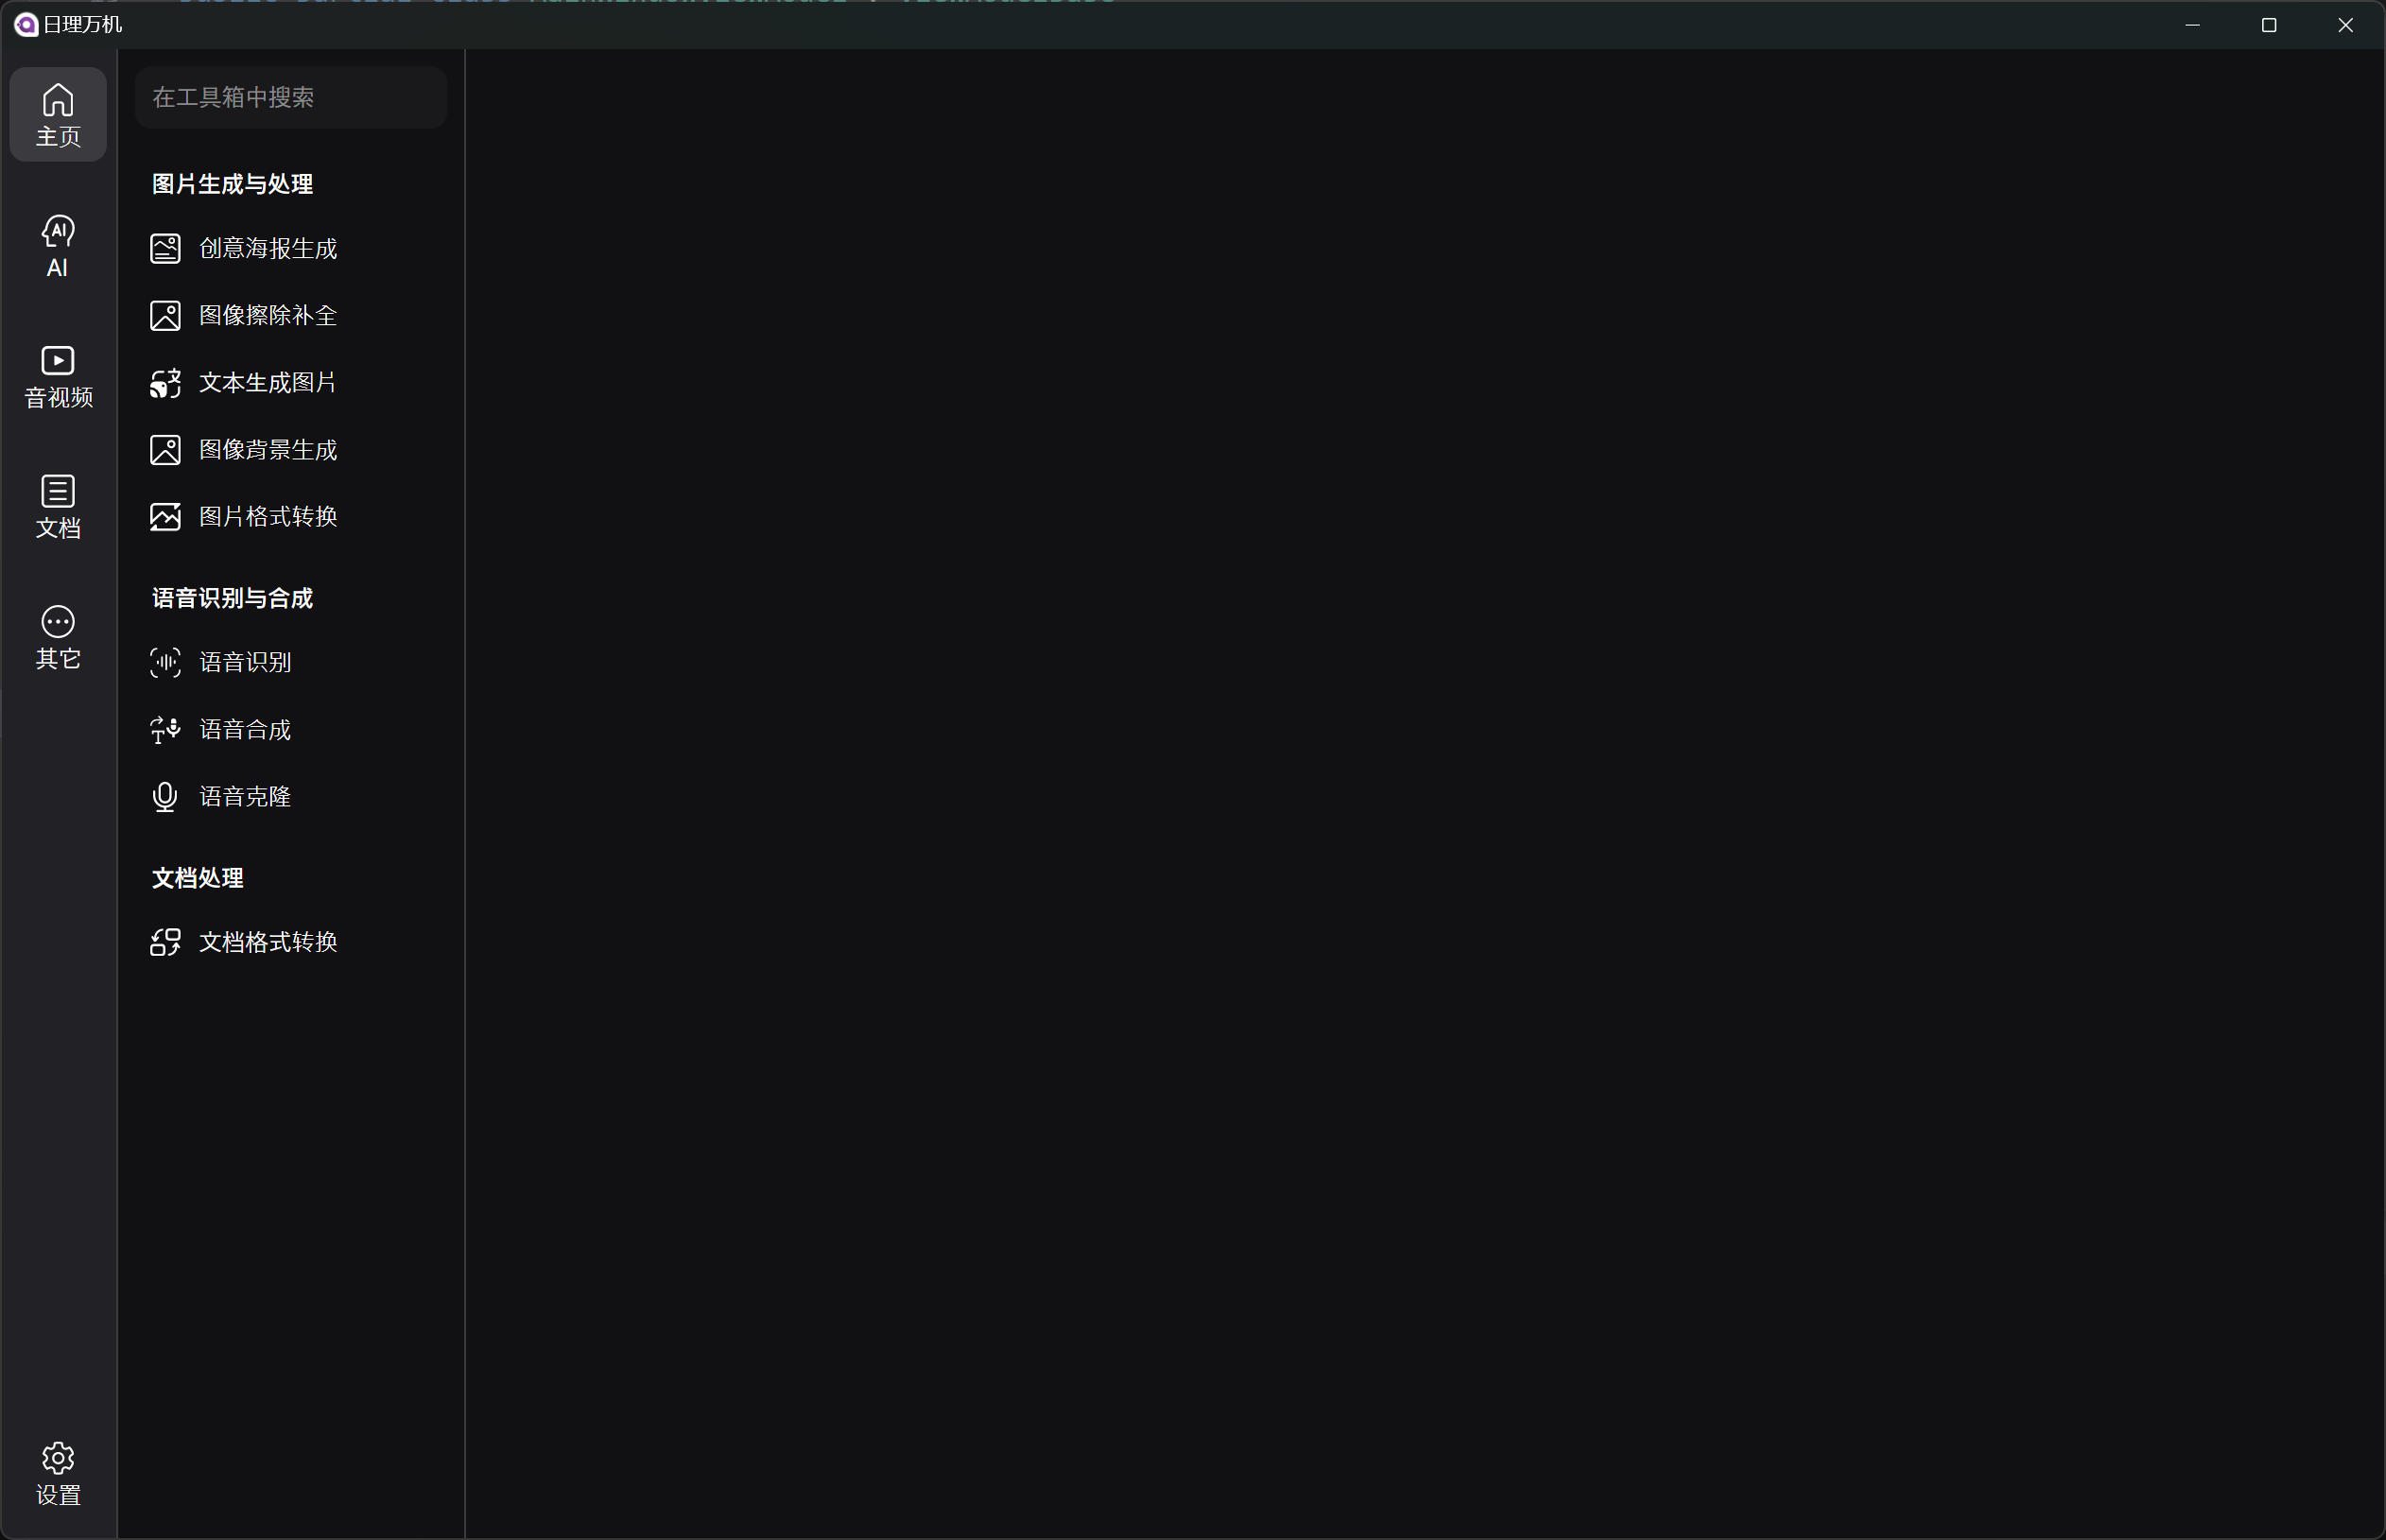 日理万机
主页
AI
音视频
文档
其它
设置
在工具箱中搜索
图片生成与处理
创意海报生成
图像擦除补全
文本生成图片
图像背景生成
图片格式转换
语音识别与合成
语音识别
语音合成
语音克隆
文档处理
文档格式转换